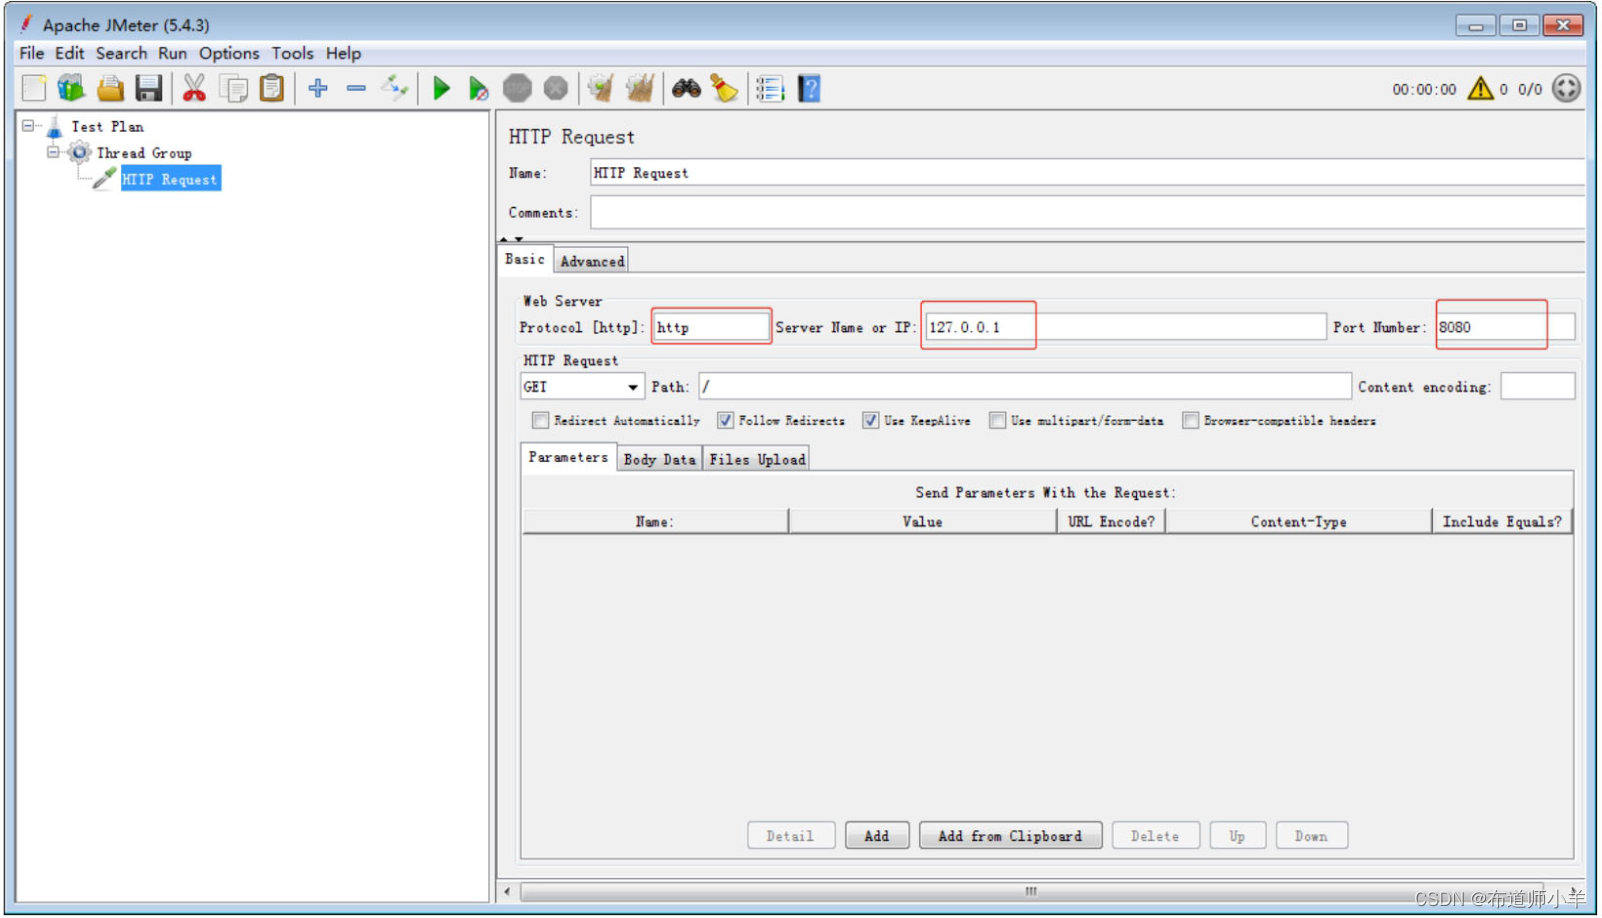 Apache JMeter (5.4.3)
File Edit Search Run Options Tools Help
STOP
00:00:00 0 0/0
Test Plan
Thread Group
HTTP Request
HTTP Request
Name: HTTP Request
Comments:
Basic Advanced
Web Server
Protocol [http]: http Server Name or IP: 127.0.0.1 Port Number: 8080
HTTP Request
GET Path: / Content encoding:
Redirect Automatically Follow Redirects Use KeepAlive Use multipart/form-data Browser-compatible headers
Parameters Body Data Files Upload
Send Parameters With the Request:
Name: Value URL Encode? Content-Type Include Equals?
Detail Add Add from Clipboard Delete Up Down
CSDN @布道师小羊